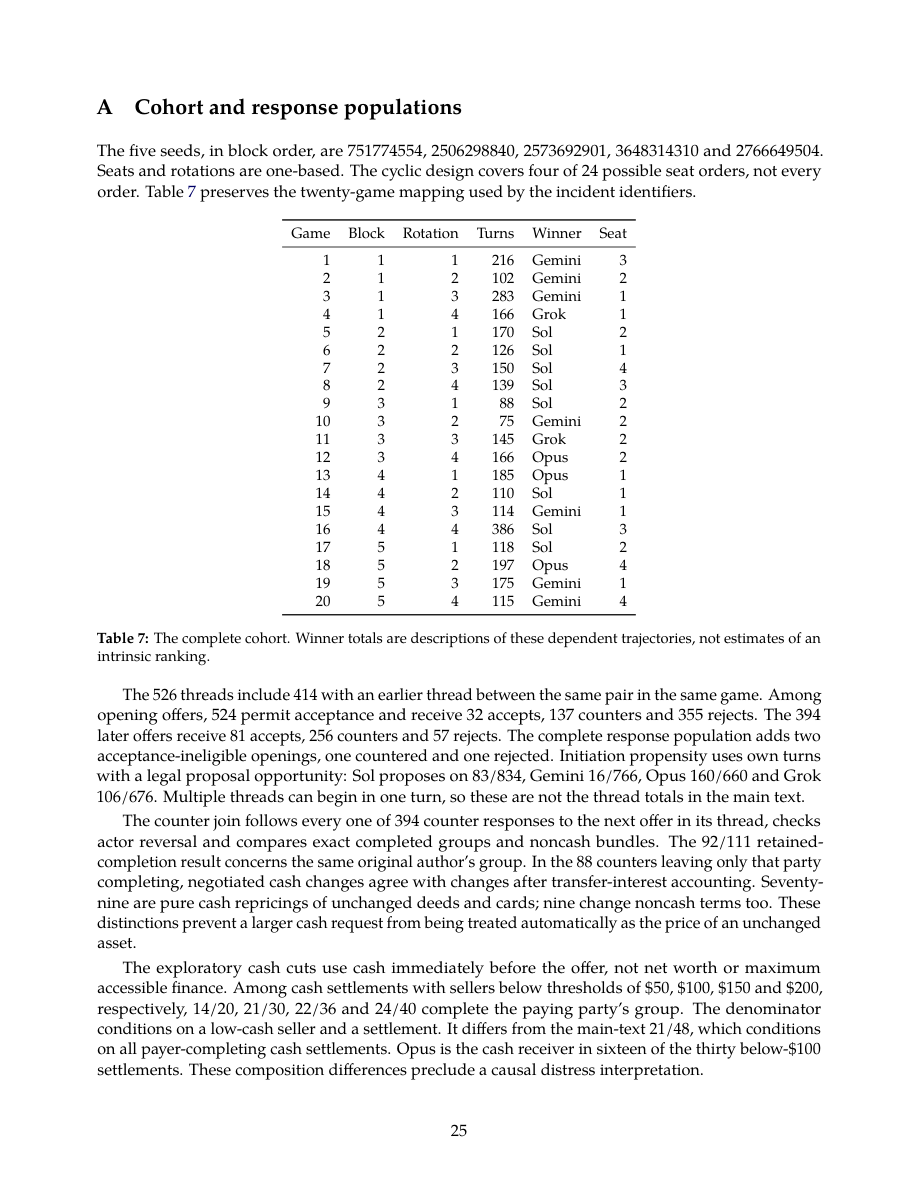 A Cohort and response populations
The five seeds, in block order, are 751774554, 2506298840, 2573692901, 3648314310 and 2766649504.
Seats and rotations are one-based. The cyclic design covers four of 24 possible seat orders, not every
order. Table 7 preserves the twenty-game mapping used by the incident identifiers.
Game Block Rotation Turns Winner Seat
1 1 1 216 Gemini 3
2 1 2 102 Gemini 2
3 1 3 283 Gemini 1
4 1 4 166 Grok 1
5 2 1 170 Sol 2
6 2 2 126 Sol 1
7 2 3 150 Sol 4
8 2 4 139 Sol 3
9 3 1 88 Sol 2
10 3 2 75 Gemini 2
11 3 3 145 Grok 2
12 3 4 166 Opus 2
13 4 1 185 Opus 1
14 4 2 110 Sol 1
15 4 3 114 Gemini 1
16 4 4 386 Sol 3
17 5 1 118 Sol 2
18 5 2 197 Opus 4
19 5 3 175 Gemini 1
20 5 4 115 Gemini 4
Table 7: The complete cohort. Winner totals are descriptions of these dependent trajectories, not estimates of an
intrinsic ranking.
The 526 threads include 414 with an earlier thread between the same pair in the same game. Among
opening offers, 524 permit acceptance and receive 32 accepts, 137 counters and 355 rejects. The 394
later offers receive 81 accepts, 256 counters and 57 rejects. The complete response population adds two
acceptance-ineligible openings, one countered and one rejected. Initiation propensity uses own turns
with a legal proposal opportunity: Sol proposes on 83/834, Gemini 16/766, Opus 160/660 and Grok
106/676. Multiple threads can begin in one turn, so these are not the thread totals in the main text.
The counter join follows every one of 394 counter responses to the next offer in its thread, checks
actor reversal and compares exact completed groups and noncash bundles. The 92/111 retained-
completion result concerns the same original author's group. In the 88 counters leaving only that party
completing, negotiated cash changes agree with changes after transfer-interest accounting. Seventy-
nine are pure cash repricings of unchanged deeds and cards; nine change noncash terms too. These
distinctions prevent a larger cash request from being treated automatically as the price of an unchanged
asset.
The exploratory cash cuts use cash immediately before the offer, not net worth or maximum
accessible finance. Among cash settlements with sellers below thresholds of $50, $100, $150 and $200,
respectively, 14/20, 21/30, 22/36 and 24/40 complete the paying party's group. The denominator
conditions on a low-cash seller and a settlement. It differs from the main-text 21/48, which conditions
on all payer-completing cash settlements. Opus is the cash receiver in sixteen of the thirty below-$100
settlements. These composition differences preclude a causal distress interpretation.
25